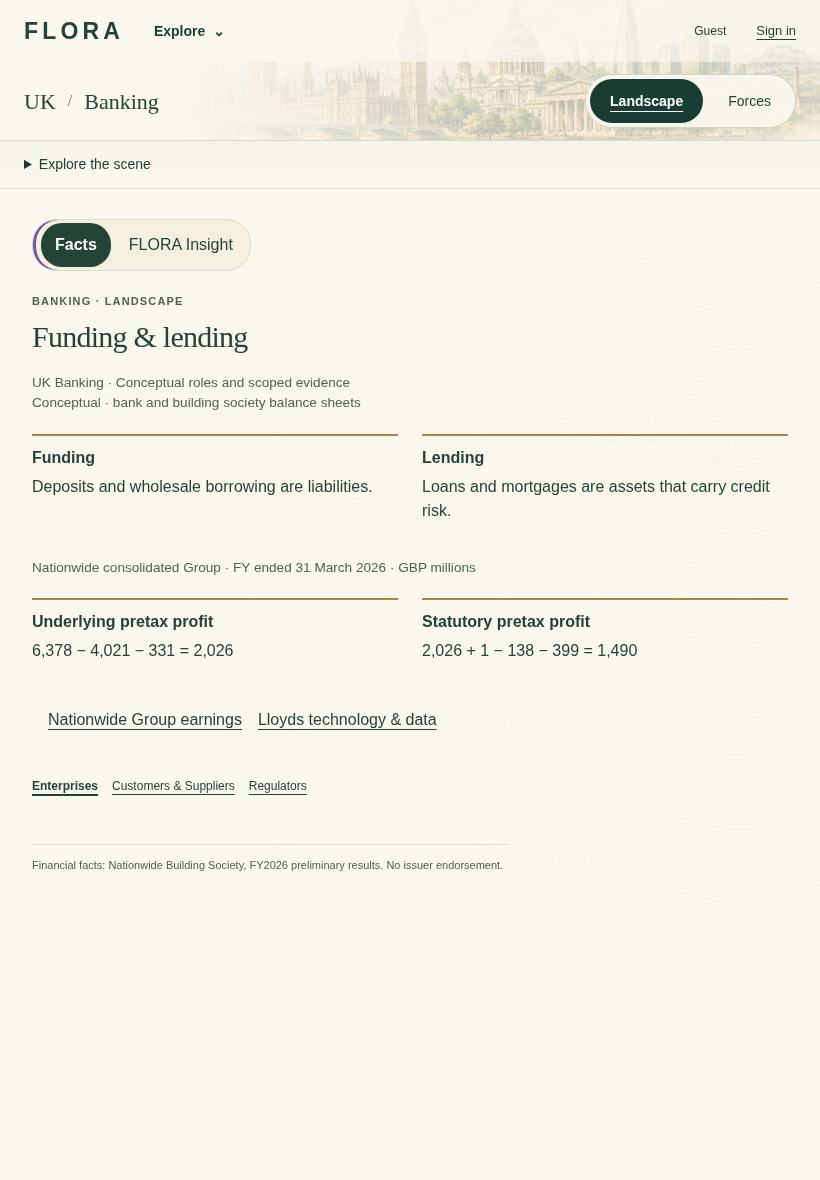 FLORA
Explore
Guest
Sign in
UK / Banking
Landscape
Forces
Explore the scene
Facts
FLORA Insight
BANKING · LANDSCAPE
Funding & lending
UK Banking · Conceptual roles and scoped evidence
Conceptual · bank and building society balance sheets
Funding
Deposits and wholesale borrowing are liabilities.
Lending
Loans and mortgages are assets that carry credit
risk.
Nationwide consolidated Group · FY ended 31 March 2026 · GBP millions
Underlying pretax profit
6,378 − 4,021 − 331 = 2,026
Statutory pretax profit
2,026 + 1 − 138 − 399 = 1,490
Nationwide Group earnings
Lloyds technology & data
Enterprises
Customers & Suppliers
Regulators
Financial facts: Nationwide Building Society, FY2026 preliminary results. No issuer endorsement.